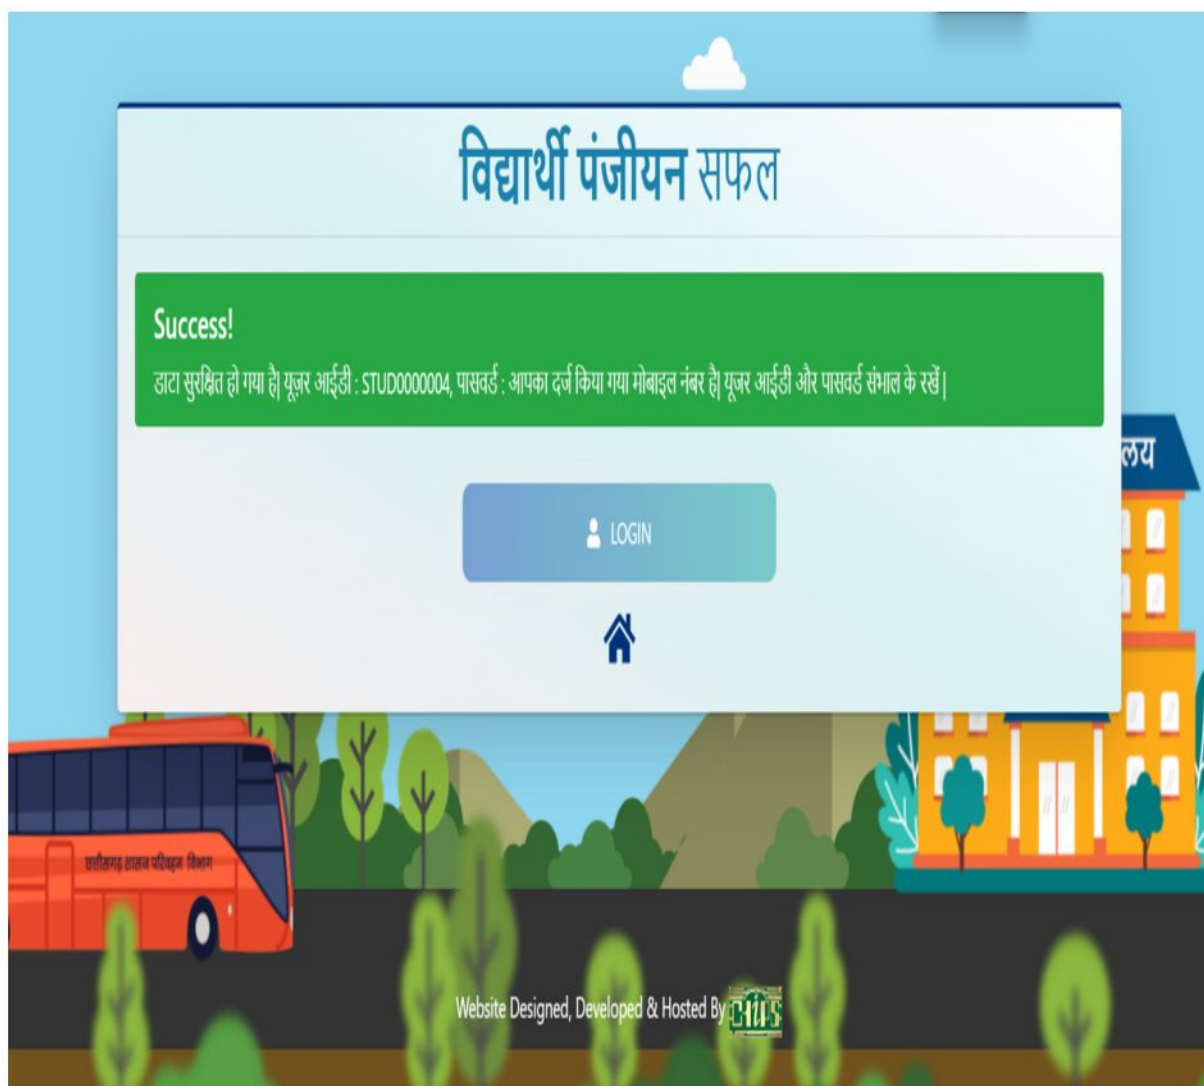 विद्यार्थी पंजीयन सफल
Success!
डाटा सुरक्षित हो गया है| यूज़र आईडी : STUD0000004, पासवर्ड : आपका दर्ज किया गया मोबाइल नंबर है| यूजर आईडी और पासवर्ड संभाल के रखें |
लय
LOGIN
छत्तीसगढ़ शासन परिवहन विभाग
Website Designed, Developed & Hosted By CHiPS